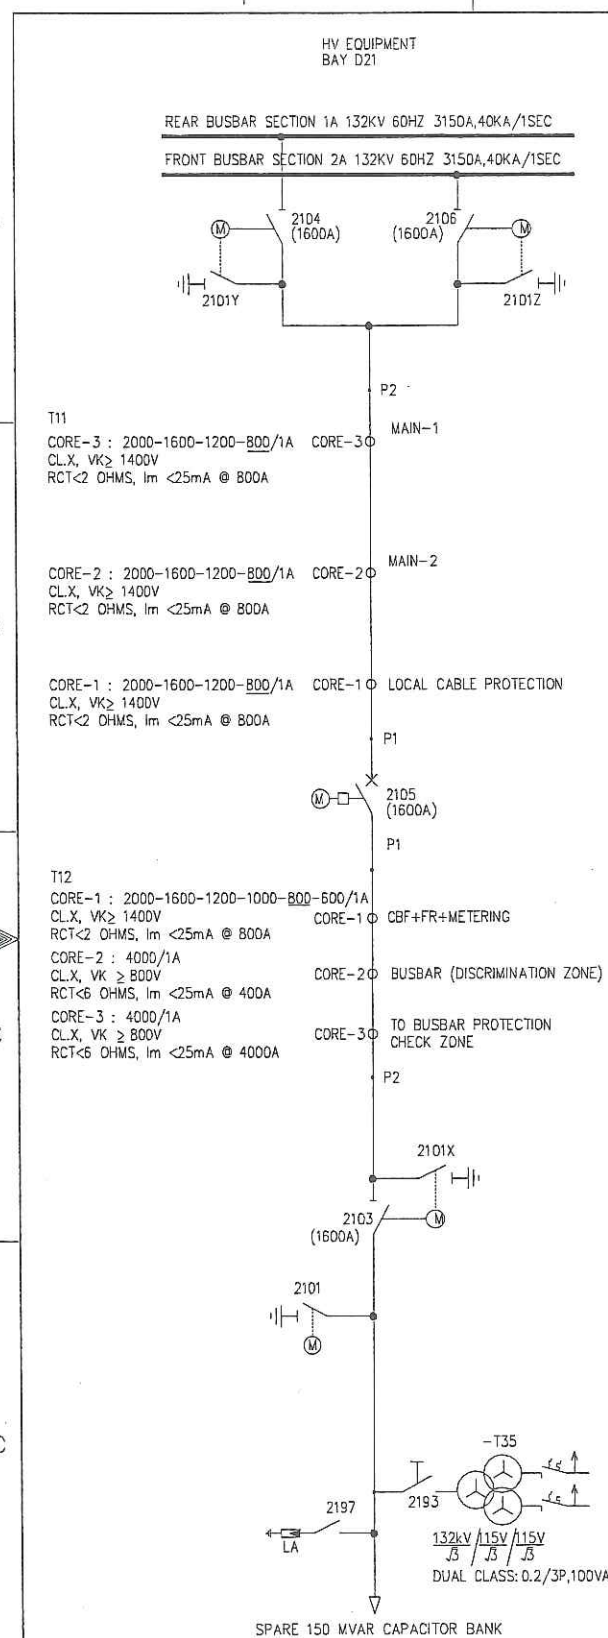 HV EQUIPMENT
BAY D21
REAR BUSBAR SECTION 1A 132KV 60HZ 3150A,40KA/1SEC
FRONT BUSBAR SECTION 2A 132KV 60HZ 3150A,40KA/1SEC
2104
(1600A)
2106
(1600A)
M
M
2101Y
2101Z
P2
T11
MAIN-1
CORE-3 : 2000-1600-1200-800/1A CORE-3
CL.X, VK≥ 1400V
RCT<2 OHMS, Im <25mA @ 800A
MAIN-2
CORE-2 : 2000-1600-1200-800/1A CORE-2
CL.X, VK≥ 1400V
RCT<2 OHMS, Im <25mA @ 800A
CORE-1 : 2000-1600-1200-800/1A CORE-1 LOCAL CABLE PROTECTION
CL.X, VK≥ 1400V
RCT<2 OHMS, Im <25mA @ 800A
P1
M
2105
(1600A)
P1
T12
CORE-1 : 2000-1600-1200-1000-800-600/1A
CL.X, VK≥ 1400V
CORE-1 CBF+FR+METERING
RCT<2 OHMS, Im <25mA @ 800A
CORE-2 : 4000/1A
CL.X, VK ≥ 800V
CORE-2 BUSBAR (DISCRIMINATION ZONE)
RCT<6 OHMS, Im <25mA @ 400A
CORE-3 : 4000/1A
CL.X, VK ≥ 800V
CORE-3 TO BUSBAR PROTECTION
CHECK ZONE
RCT<6 OHMS, Im <25mA @ 4000A
P2
2101X
2103
(1600A)
M
2101
M
-T35
2193
2197
LA
132kV/√3 / 115V/√3 / 115V/√3
DUAL CLASS: 0.2/3P,100VA
SPARE 150 MVAR CAPACITOR BANK